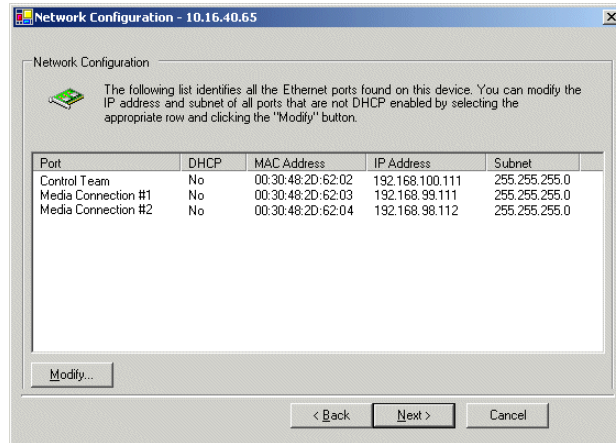 Network Configuration - 10.16.40.65
Network Configuration
The following list identifies all the Ethernet ports found on this device. You can modify the
IP address and subnet of all ports that are not DHCP enabled by selecting the
appropriate row and clicking the "Modify" button.
Port DHCP MAC Address IP Address Subnet
Control Team No 00:30:48:2D:62:02 192.168.100.111 255.255.255.0
Media Connection #1 No 00:30:48:2D:62:03 192.168.99.111 255.255.255.0
Media Connection #2 No 00:30:48:2D:62:04 192.168.98.112 255.255.255.0
Modify...
< Back Next > Cancel